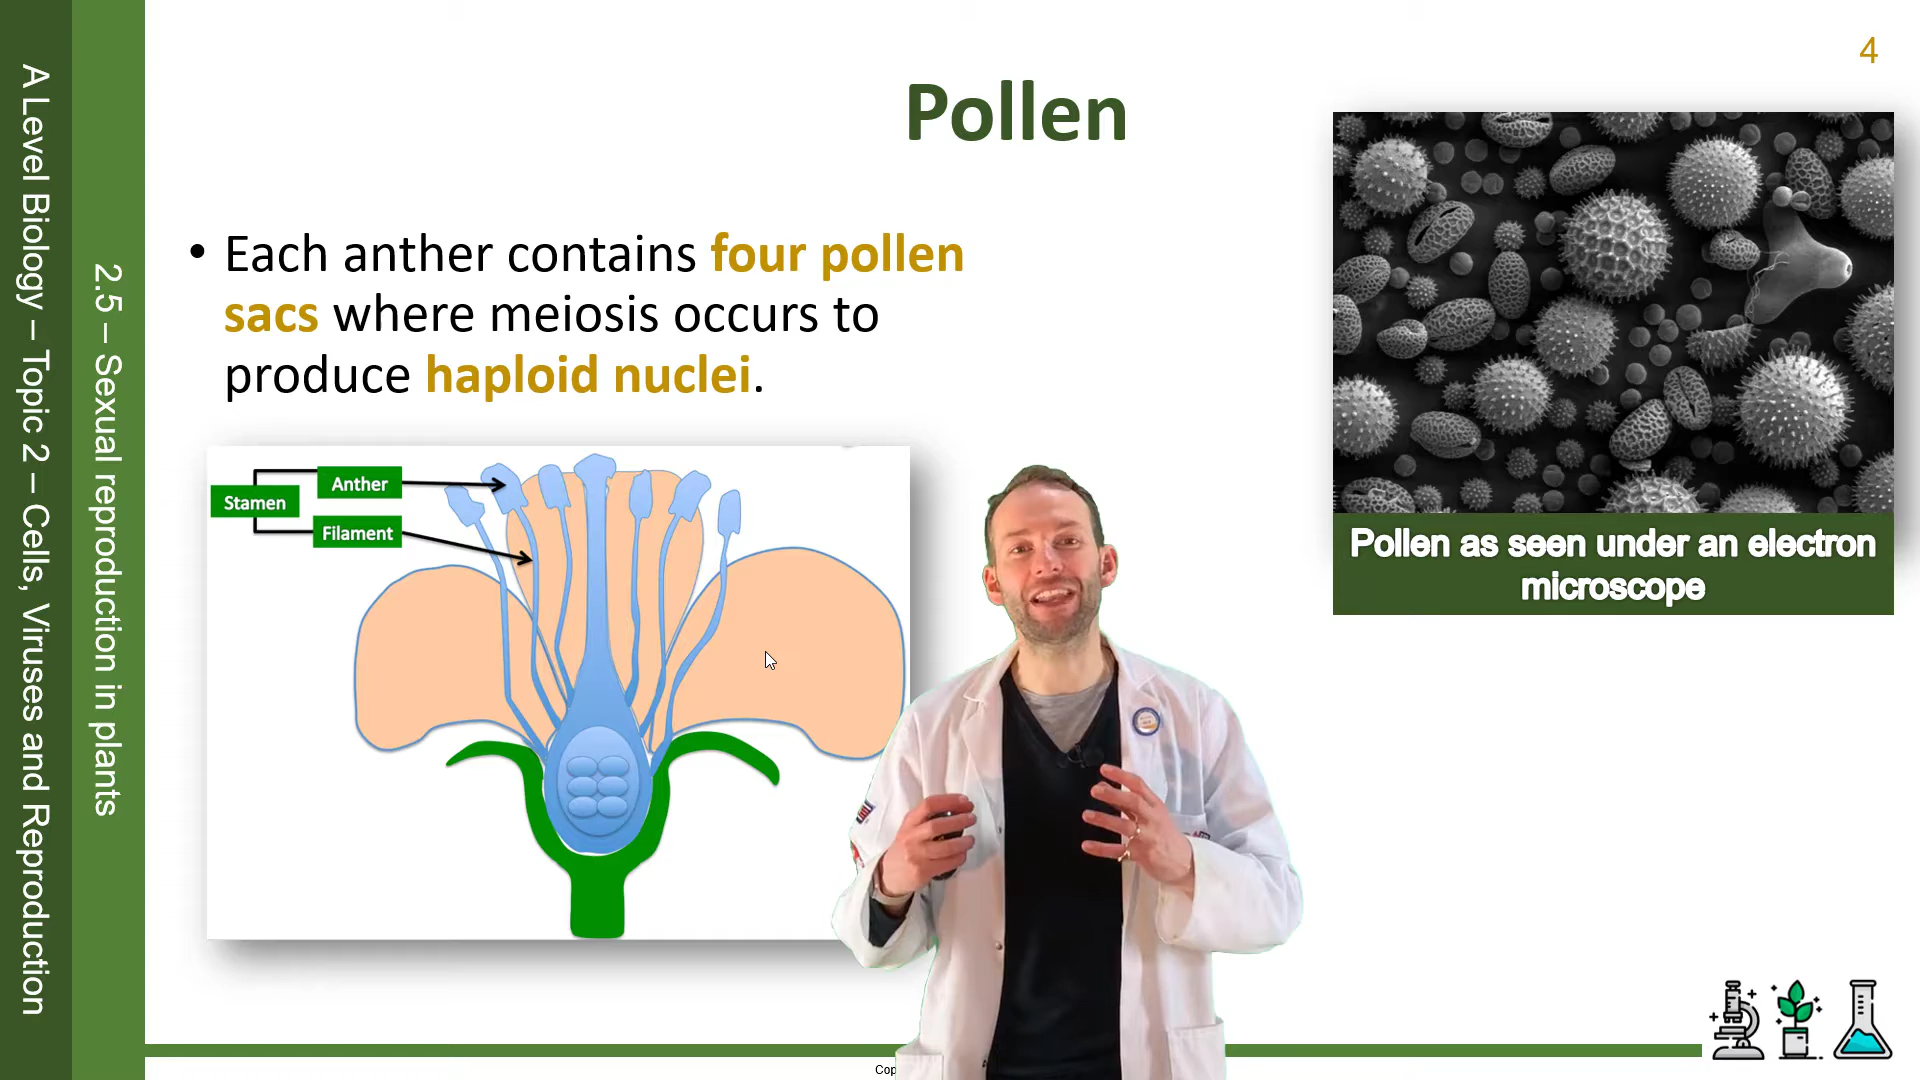 4
Pollen
• Each anther contains four pollen
sacs where meiosis occurs to
produce haploid nuclei.
Anther
Stamen
Filament
Pollen as seen under an electron
microscope
A Level Biology – Topic 2 – Cells, Viruses and Reproduction
2.5 – Sexual reproduction in plants
Cop